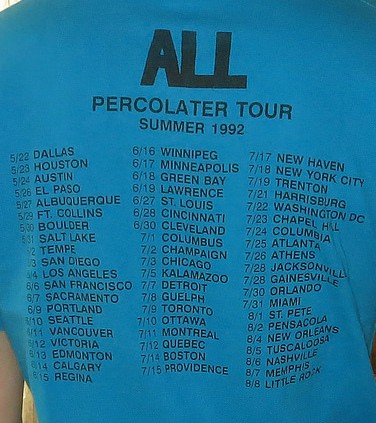 ALL
PERCOLATER TOUR
SUMMER 1992
5/22 DALLAS
5/23 HOUSTON
5/24 AUSTIN
5/26 EL PASO
5/27 ALBUQUERQUE
5/29 FT. COLLINS
5/30 BOULDER
5/31 SALT LAKE
/2 TEMPE
/3 SAN DIEGO
/4 LOS ANGELES
6/6 SAN FRANCISCO
6/7 SACRAMENTO
6/9 PORTLAND
6/10 SEATTLE
6/11 VANCOUVER
6/12 VICTORIA
6/13 EDMONTON
6/14 CALGARY
6/15 REGINA
6/16 WINNIPEG
6/17 MINNEAPOLIS
6/18 GREEN BAY
6/19 LAWRENCE
6/27 ST. LOUIS
6/28 CINCINNATI
6/30 CLEVELAND
7/1 COLUMBUS
7/2 CHAMPAIGN
7/3 CHICAGO
7/5 KALAMAZOO
7/7 DETROIT
7/8 GUELPH
7/9 TORONTO
7/10 OTTAWA
7/11 MONTREAL
7/12 QUEBEC
7/14 BOSTON
7/15 PROVIDENCE
7/17 NEW HAVEN
7/18 NEW YORK CITY
7/19 TRENTON
7/21 HARRISBURG
7/22 WASHINGTON DC
7/23 CHAPEL HILL
7/24 COLUMBIA
7/25 ATLANTA
7/26 ATHENS
7/28 JACKSONVILLE
7/28 GAINESVILLE
7/30 ORLANDO
7/31 MIAMI
8/1 ST. PETE
8/2 PENSACOLA
8/4 NEW ORLEANS
8/5 TUSCALOOSA
8/6 NASHVILLE
8/7 MEMPHIS
8/8 LITTLE ROCK